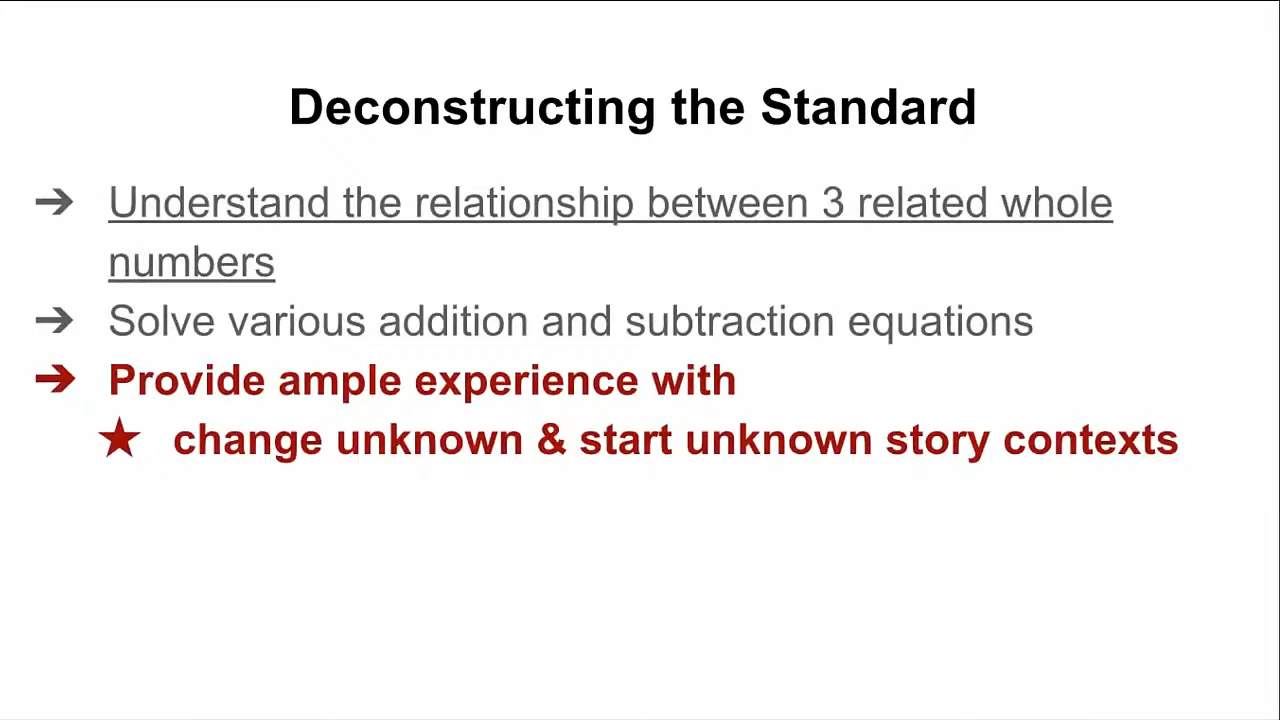 Deconstructing the Standard
➔ Understand the relationship between 3 related whole
numbers
➔ Solve various addition and subtraction equations
➔ Provide ample experience with
★ change unknown & start unknown story contexts